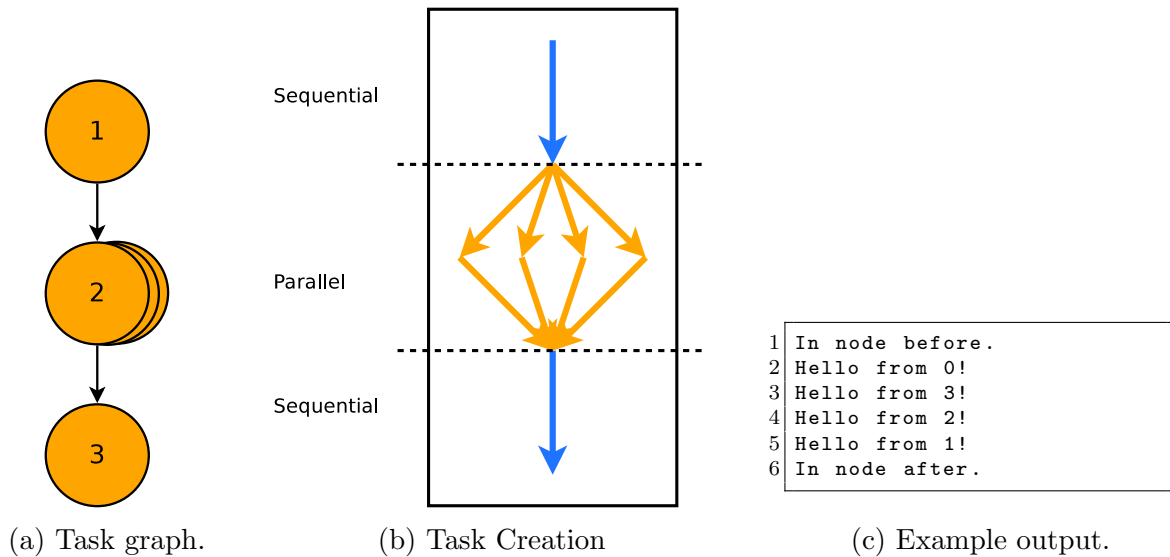 1
2
3
(a) Task graph.
Sequential
Parallel
Sequential
(b) Task Creation
1 In node before.
2 Hello from 0!
3 Hello from 3!
4 Hello from 2!
5 Hello from 1!
6 In node after.
(c) Example output.